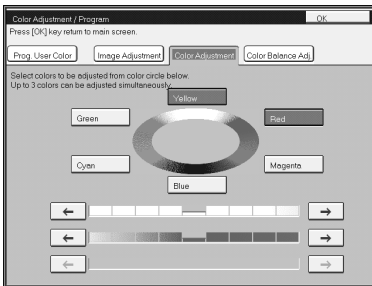 Color Adjustment / Program
OK
Press [OK] key return to main screen.
Prog. User Color
Image Adjustment
Color Adjustment
Color Balance Adj.
Select colors to be adjusted from color circle below.
Up to 3 colors can be adjusted simultaneously.
Yellow
Green
Red
Cyan
Magenta
Blue